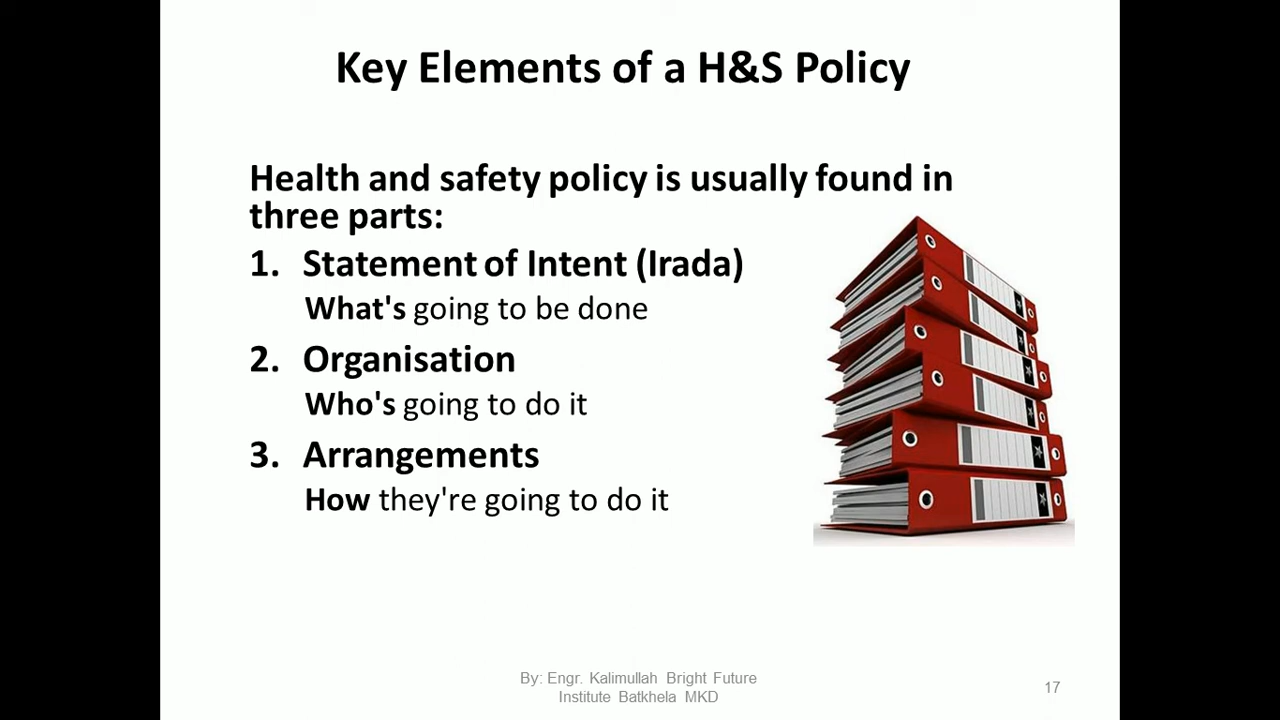 Key Elements of a H&S Policy
Health and safety policy is usually found in
three parts:
1. Statement of Intent (Irada)
What's going to be done
2. Organisation
Who's going to do it
3. Arrangements
How they're going to do it
By: Engr. Kalimullah Bright Future
Institute Batkhela MKD
17